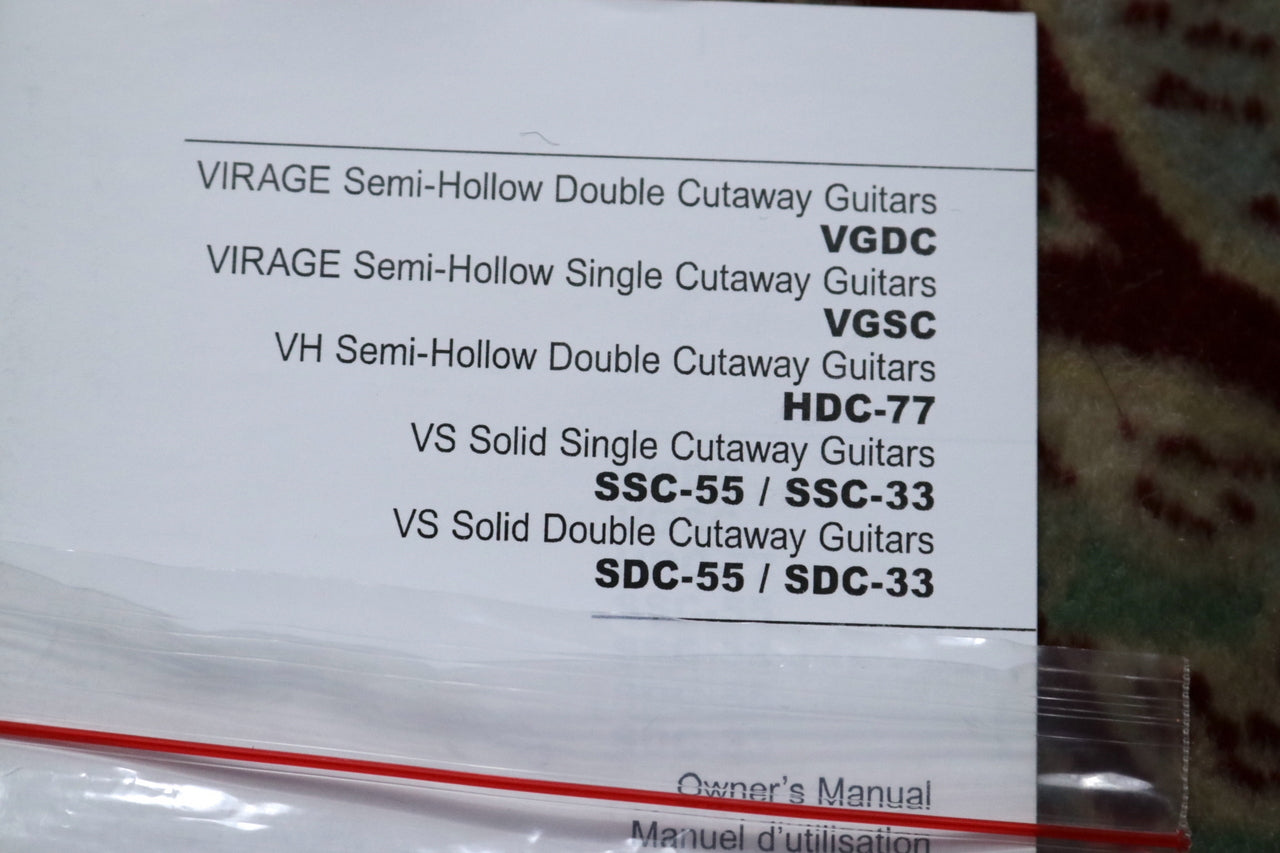 VIRAGE Semi-Hollow Double Cutaway Guitars
VGDC
VIRAGE Semi-Hollow Single Cutaway Guitars
VGSC
VH Semi-Hollow Double Cutaway Guitars
HDC-77
VS Solid Single Cutaway Guitars
SSC-55 / SSC-33
VS Solid Double Cutaway Guitars
SDC-55 / SDC-33
Owner's Manual
Manuel d'utilisation